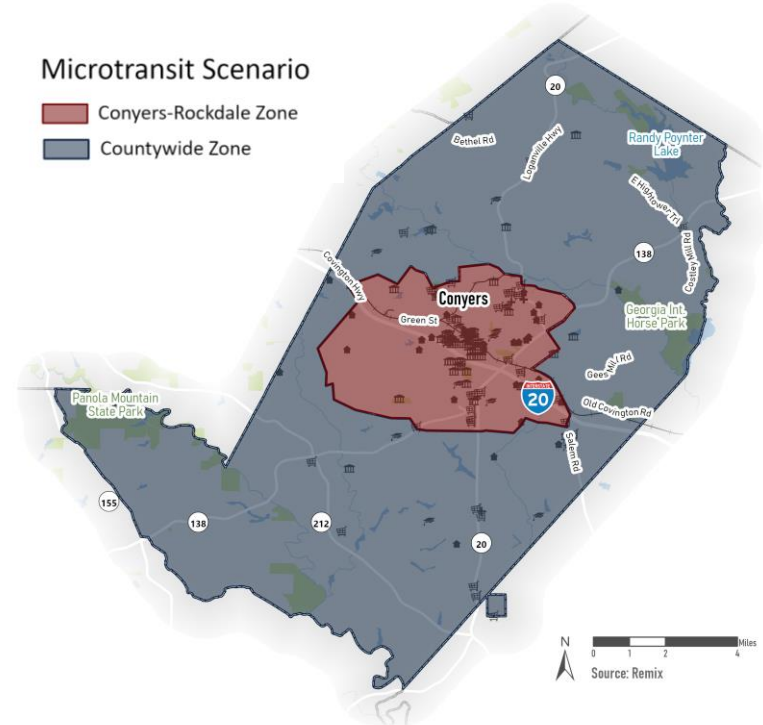 Microtransit Scenario
Conyers-Rockdale Zone
Countywide Zone
20
Bethel Rd
Loganville Hwy
Randy Poynter
Lake
E Hightower Trl
Costley Mill Rd
138
Covington Hwy
Conyers
Green St
Georgia Int.
Horse Park
Gees Mill Rd
INTERSTATE
20
Old Covington Rd
Salem Rd
Panola Mountain
State Park
155
138
212
20
N
0 1 2 4 Miles
Source: Remix